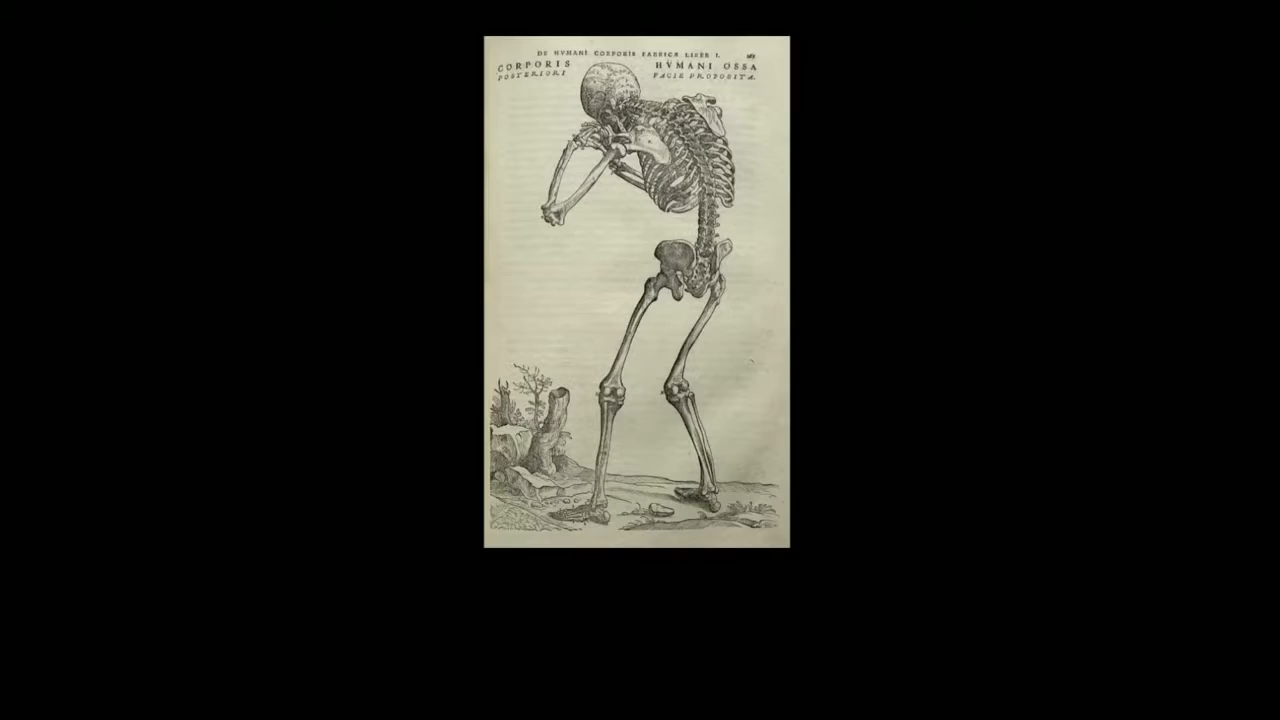 DE HVMANI CORPORIS FABRICA LIBER I.
CORPORIS HVMANI OSSA
POSTERIORI FACIE PROPOSITA.